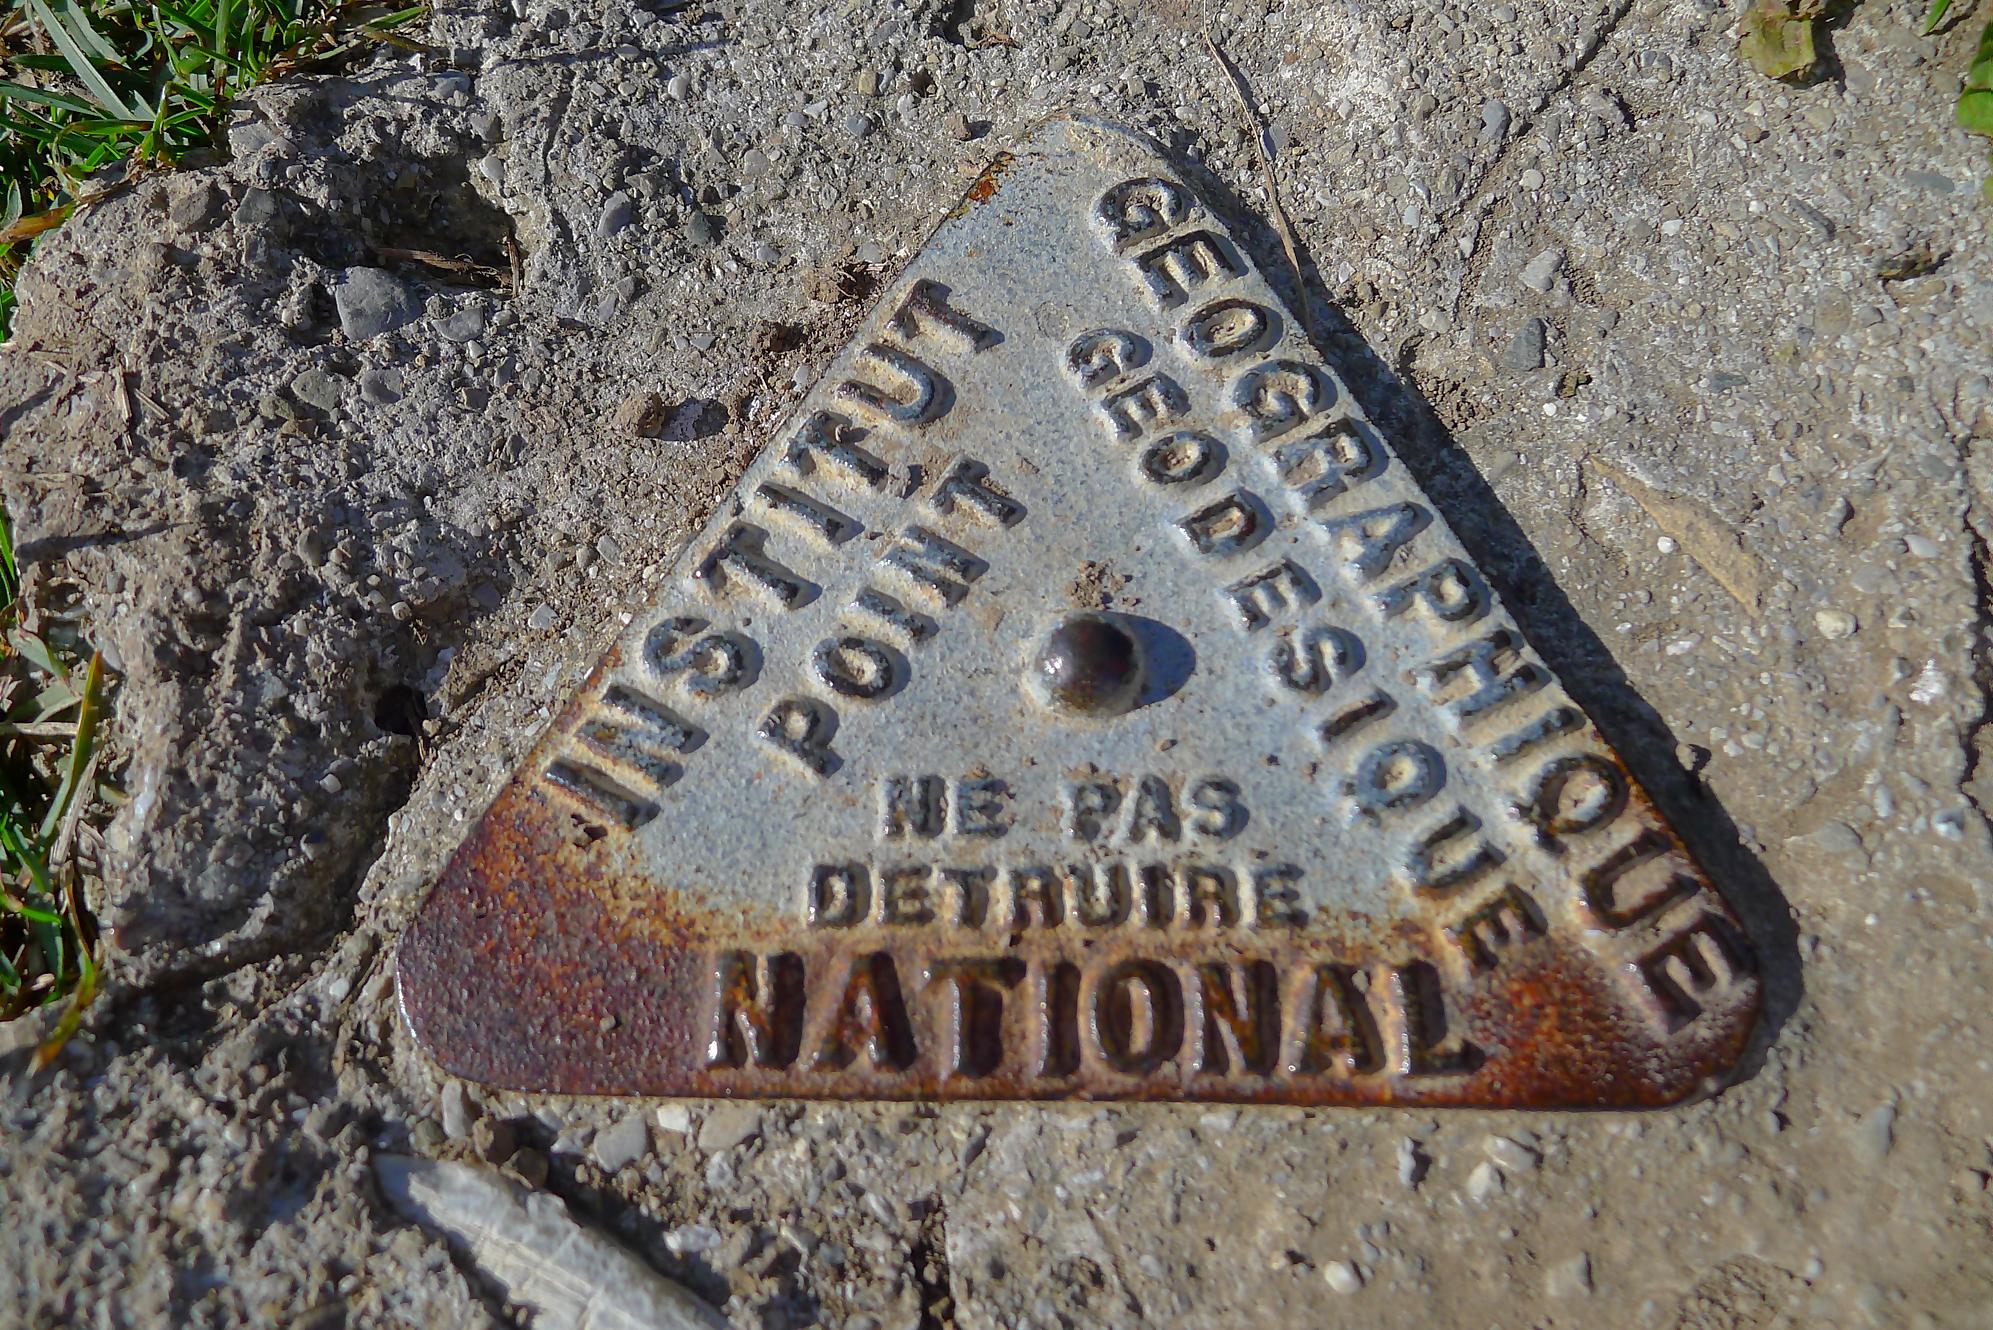 INSTITUT
GEOGRAPHIQUE
NATIONAL
POINT
GEODESIQUE
NE PAS
DETRUIRE